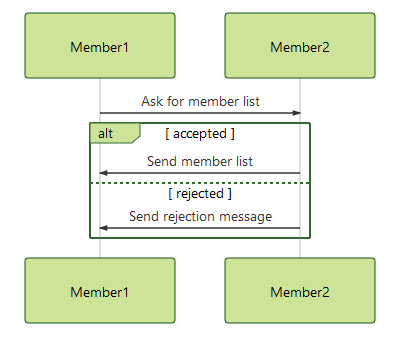 Member1 Member2
Ask for member list
alt [ accepted ]
Send member list
[ rejected ]
Send rejection message
Member1 Member2